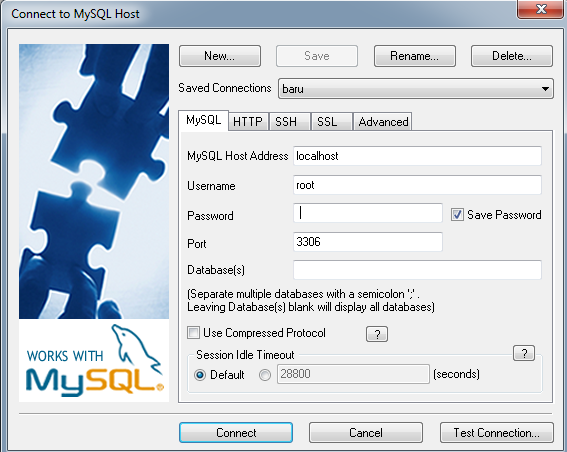 Connect to MySQL Host
New...
Save
Rename...
Delete...
Saved Connections
baru
MySQL
HTTP
SSH
SSL
Advanced
MySQL Host Address
localhost
Username
root
Password
Save Password
Port
3306
Database(s)
(Separate multiple databases with a semicolon ';' .
Leaving Database(s) blank will display all databases)
Use Compressed Protocol
?
Session Idle Timeout
?
Default
28800
(seconds)
WORKS WITH
MySQL®
Connect
Cancel
Test Connection...